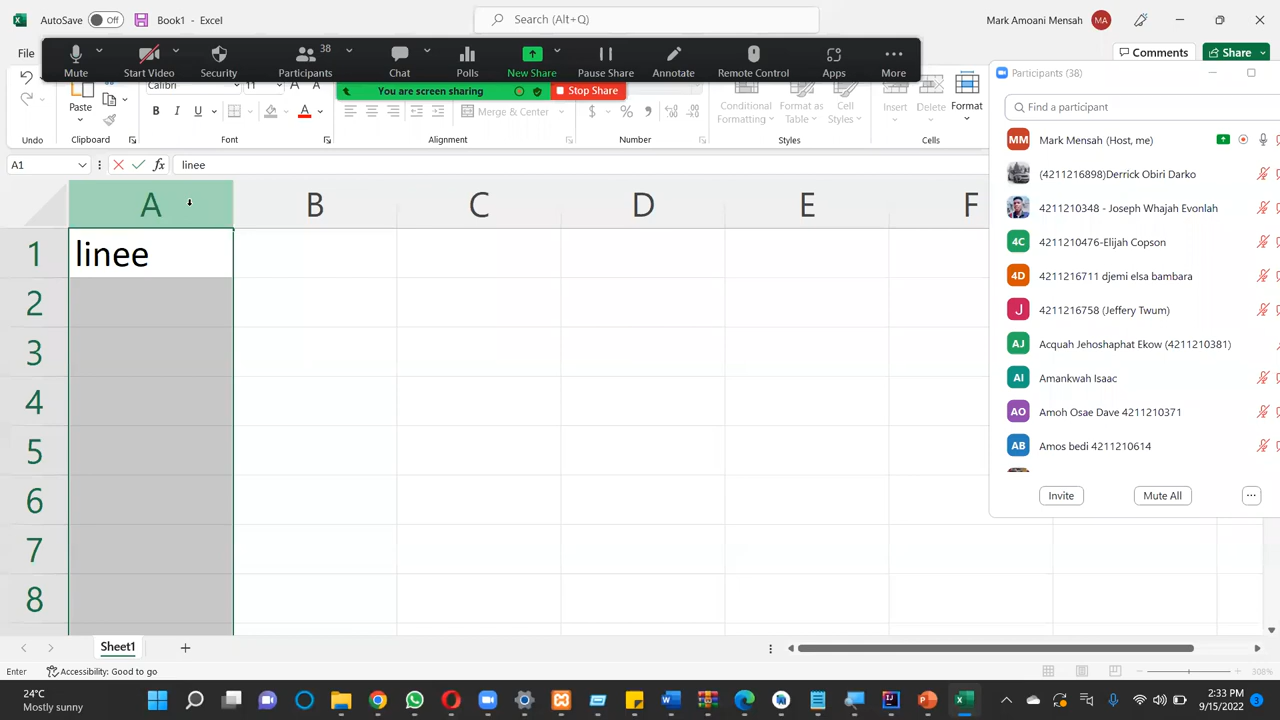 AutoSave Off Book1 - Excel Search (Alt+Q) Mark Amoani Mensah MA
File Comments Share
Mute Start Video Security Participants 38 Chat Polls New Share Pause Share Annotate Remote Control Apps More
You are screen sharing Stop Share
Paste Calibri 11 A A
B I U A Merge & Center $ % 9 Conditional Formatting Format as Table Cell Styles Insert Delete Format
Undo Clipboard Font Alignment Number Styles Cells
A1 fx linee
A B C D E F
1 linee
2
3
4
5
6
7
8
Participants (38)
Find a participant
MM Mark Mensah (Host, me)
(4211216898)Derrick Obiri Darko
4211210348 - Joseph Whajah Evonlah
4C 4211210476-Elijah Copson
4D 4211216711 djemi elsa bambara
J 4211216758 (Jeffery Twum)
AJ Acquah Jehoshaphat Ekow (4211210381)
AI Amankwah Isaac
AO Amoh Osae Dave 4211210371
AB Amos bedi 4211210614
Invite Mute All ...
Sheet1
Enter Accessibility: Good to go 308%
24°C
Mostly sunny
2:33 PM
9/15/2022 3